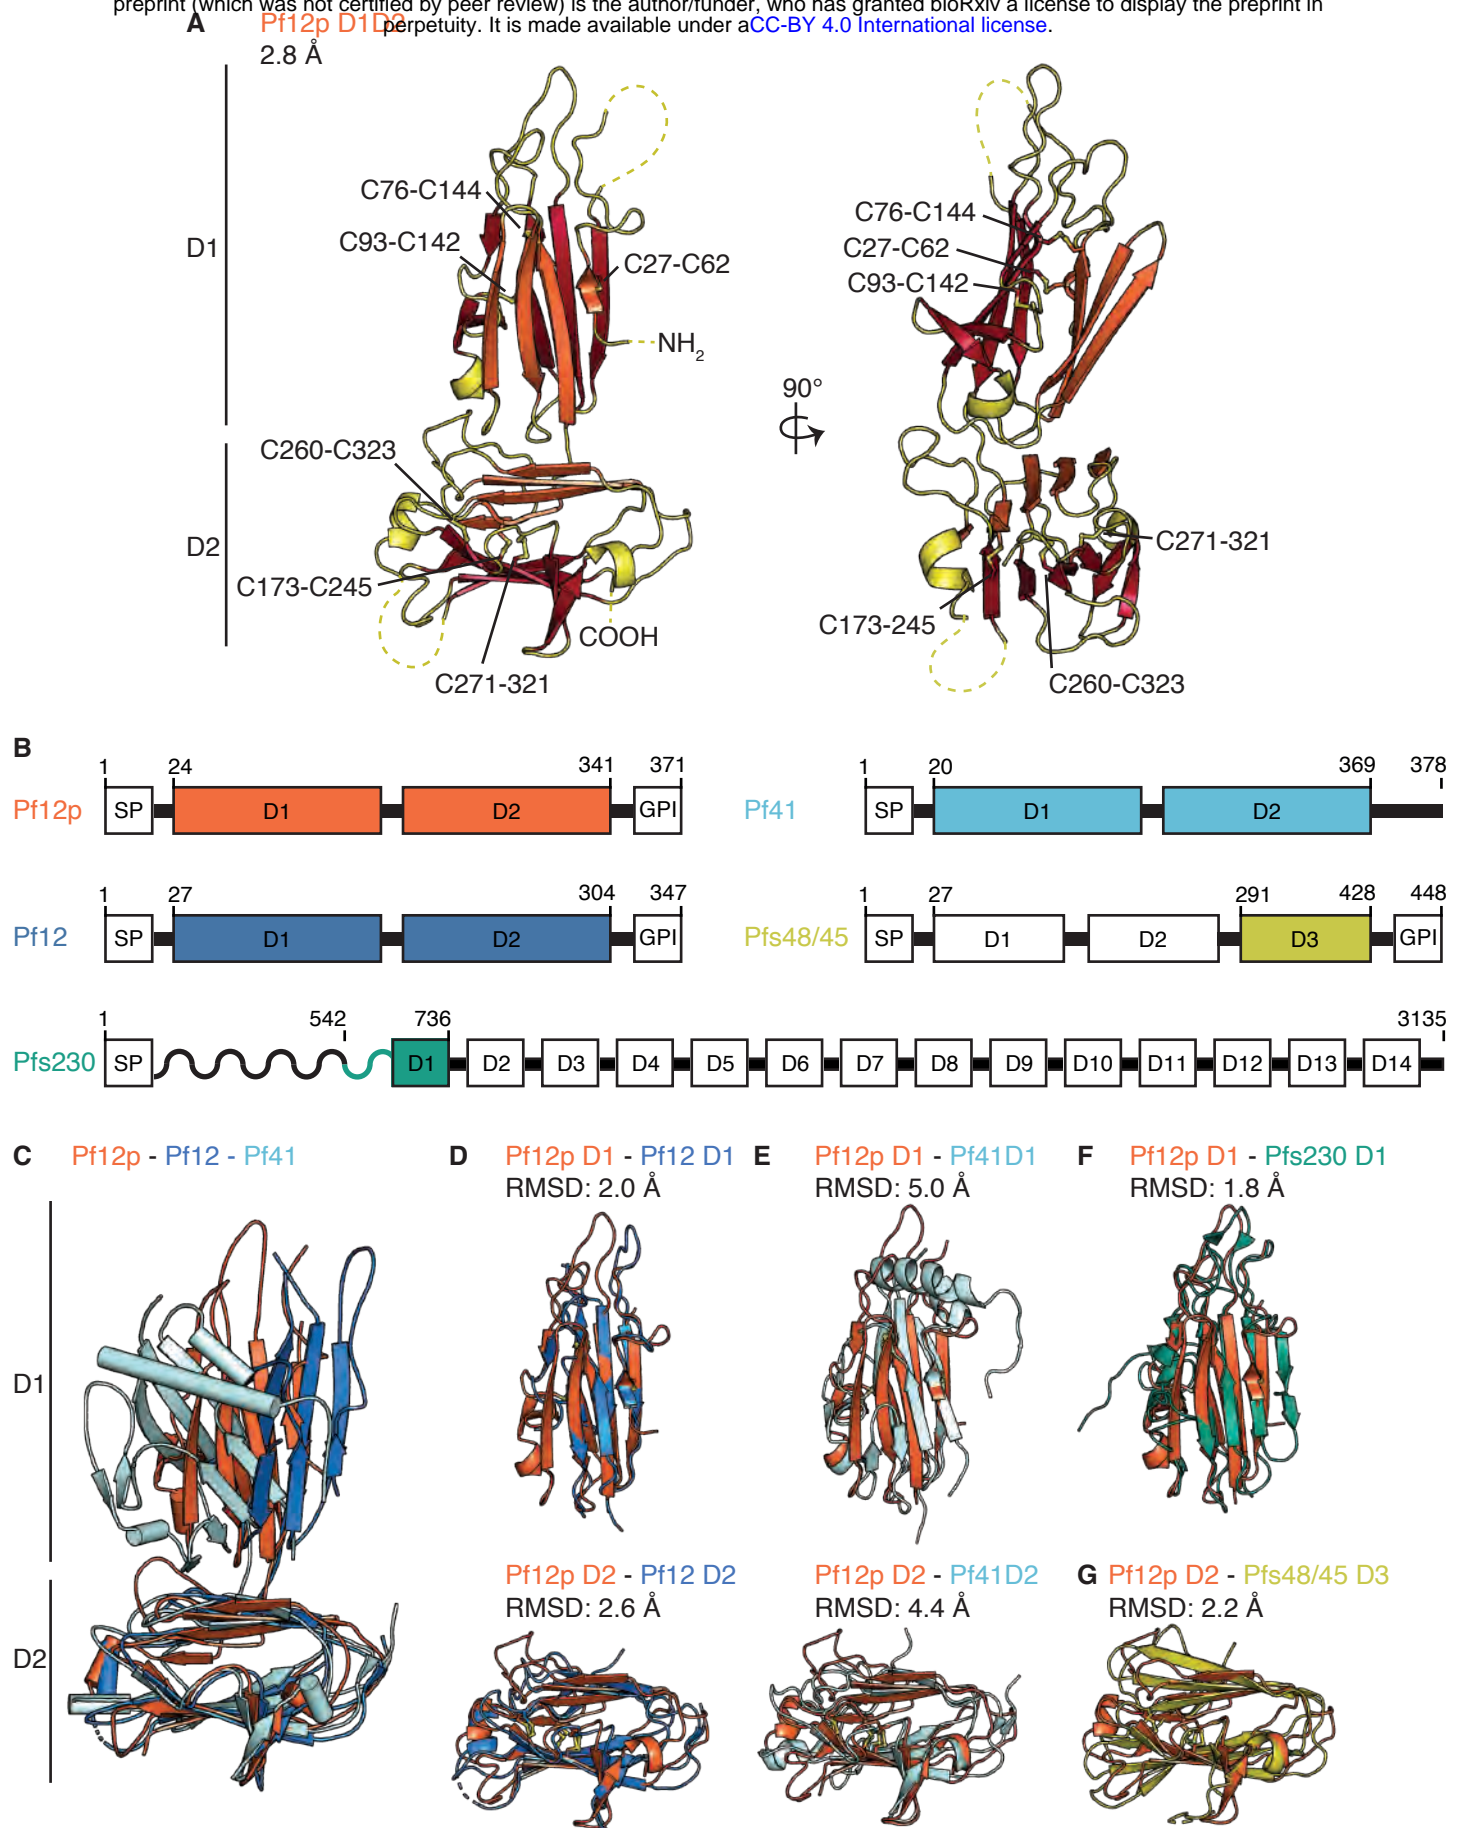 preprint (which was not certified by peer review) is the author/funder, who has granted bioRxiv a license to display the preprint in
perpetuity. It is made available under aCC-BY 4.0 International license.
A Pf12p D1D2
2.8 Å
D1
C76-C144
C93-C142
C27-C62
NH2
D2
C260-C323
C173-C245
COOH
C271-321
90°
C76-C144
C27-C62
C93-C142
C271-321
C173-245
C260-C323
B
1 24 341 371
Pf12p SP D1 D2 GPI
1 20 369 378
Pf41 SP D1 D2
1 27 304 347
Pf12 SP D1 D2 GPI
1 27 291 428 448
Pfs48/45 SP D1 D2 D3 GPI
1 542 736 3135
Pfs230 SP D1 D2 D3 D4 D5 D6 D7 D8 D9 D10 D11 D12 D13 D14
C Pf12p - Pf12 - Pf41
D1
D2
D Pf12p D1 - Pf12 D1
RMSD: 2.0 Å
Pf12p D2 - Pf12 D2
RMSD: 2.6 Å
E Pf12p D1 - Pf41D1
RMSD: 5.0 Å
Pf12p D2 - Pf41D2
RMSD: 4.4 Å
F Pf12p D1 - Pfs230 D1
RMSD: 1.8 Å
G Pf12p D2 - Pfs48/45 D3
RMSD: 2.2 Å